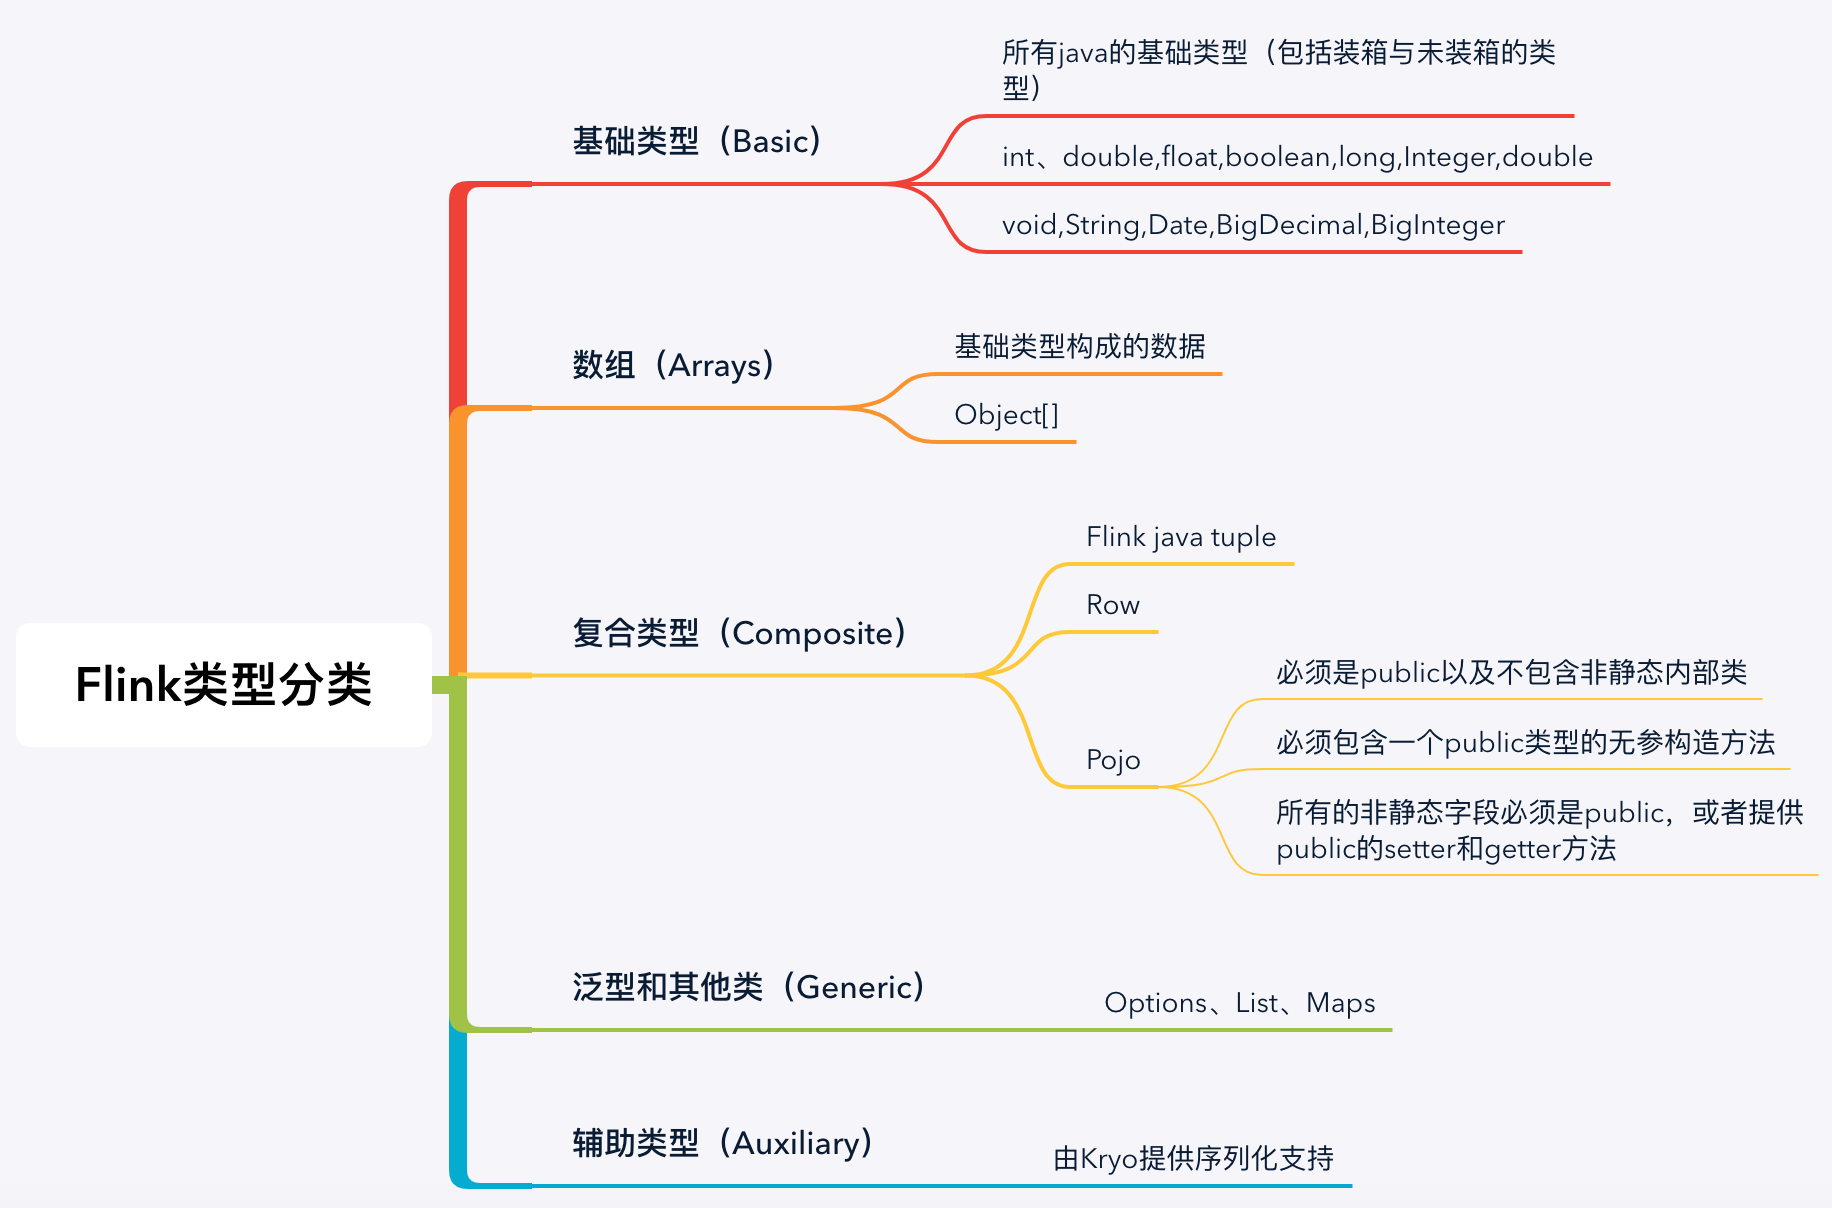 Flink类型分类
基础类型（Basic）
所有java的基础类型（包括装箱与未装箱的类
型）
int、double,float,boolean,long,Integer,double
void,String,Date,BigDecimal,BigInteger
数组（Arrays）
基础类型构成的数据
Object[]
复合类型（Composite）
Flink java tuple
Row
Pojo
必须是public以及不包含非静态内部类
必须包含一个public类型的无参构造方法
所有的非静态字段必须是public，或者提供
public的setter和getter方法
泛型和其他类（Generic）
Options、List、Maps
辅助类型（Auxiliary）
由Kryo提供序列化支持